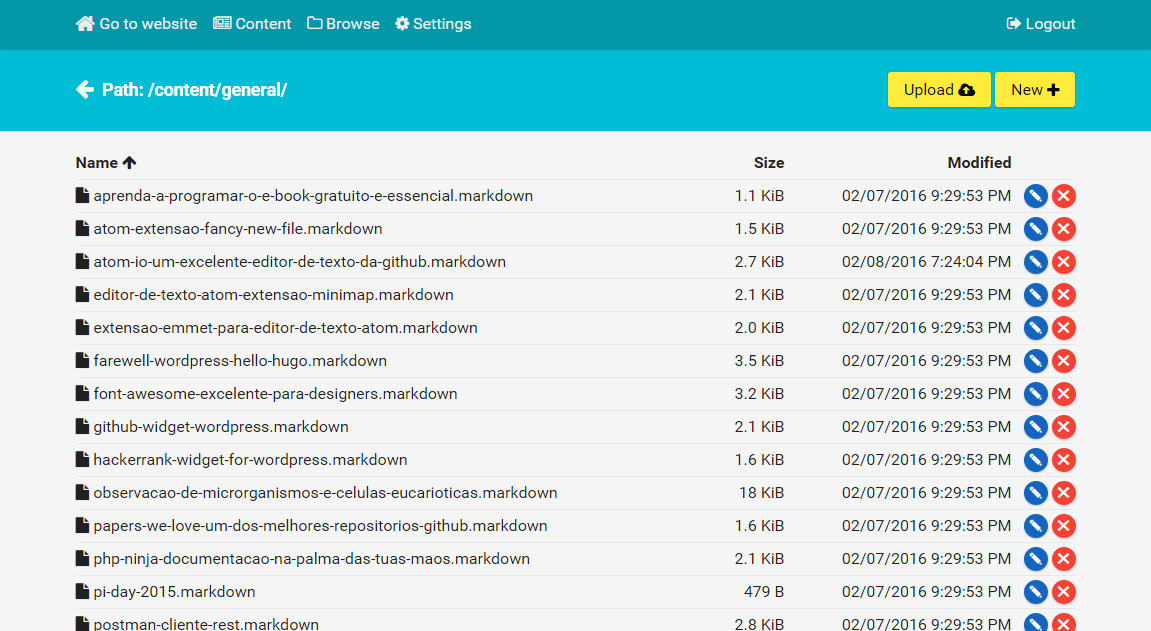 Go to website Content Browse Settings Logout
Path: /content/general/ Upload New
Name Size Modified
aprenda-a-programar-o-e-book-gratuito-e-essencial.markdown 1.1 KiB 02/07/2016 9:29:53 PM
atom-extensao-fancy-new-file.markdown 1.5 KiB 02/07/2016 9:29:53 PM
atom-io-um-excelente-editor-de-texto-da-github.markdown 2.7 KiB 02/08/2016 7:24:04 PM
editor-de-texto-atom-extensao-minimap.markdown 2.1 KiB 02/07/2016 9:29:53 PM
extensao-emmet-para-editor-de-texto-atom.markdown 2.0 KiB 02/07/2016 9:29:53 PM
farewell-wordpress-hello-hugo.markdown 3.5 KiB 02/07/2016 9:29:53 PM
font-awesome-excelente-para-designers.markdown 3.2 KiB 02/07/2016 9:29:53 PM
github-widget-wordpress.markdown 2.1 KiB 02/07/2016 9:29:53 PM
hackerrank-widget-for-wordpress.markdown 1.6 KiB 02/07/2016 9:29:53 PM
observacao-de-microrganismos-e-celulas-eucarioticas.markdown 18 KiB 02/07/2016 9:29:53 PM
papers-we-love-um-dos-melhores-repositorios-github.markdown 1.6 KiB 02/07/2016 9:29:53 PM
php-ninja-documentacao-na-palma-das-tuas-maos.markdown 2.1 KiB 02/07/2016 9:29:53 PM
pi-day-2015.markdown 479 B 02/07/2016 9:29:53 PM
postman-cliente-rest.markdown 2.8 KiB 02/07/2016 9:29:53 PM